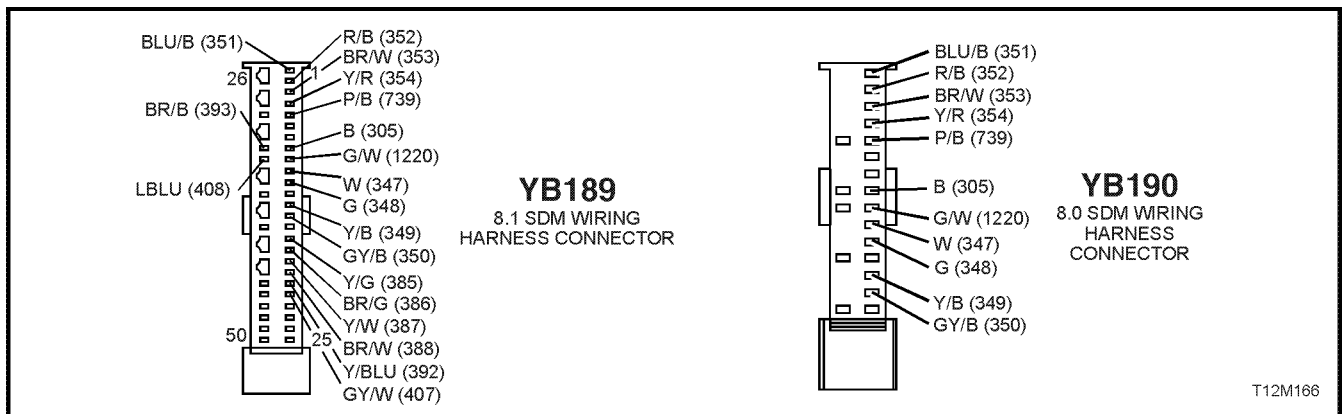 BLU/B (351)
R/B (352)
BR/W (353)
Y/R (354)
P/B (739)
26
1
BR/B (393)
B (305)
G/W (1220)
LBLU (408)
W (347)
G (348)
Y/B (349)
GY/B (350)
Y/G (385)
BR/G (386)
Y/W (387)
50
25
BR/W (388)
Y/BLU (392)
GY/W (407)
YB189
8.1 SDM WIRING
HARNESS CONNECTOR
BLU/B (351)
R/B (352)
BR/W (353)
Y/R (354)
P/B (739)
B (305)
G/W (1220)
W (347)
G (348)
Y/B (349)
GY/B (350)
YB190
8.0 SDM WIRING
HARNESS
CONNECTOR
T12M166